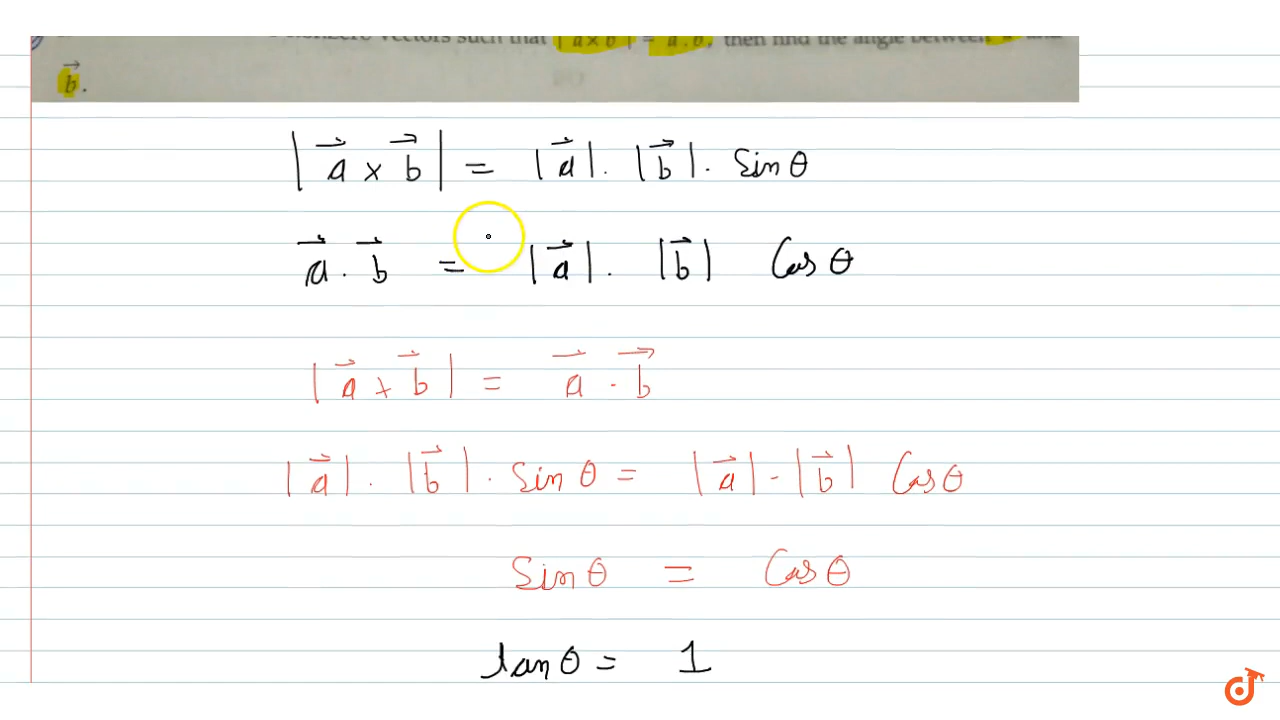 nonzero vectors such that | a × b | = a . b, then find the angle between
b⃗.
|a⃗ × b⃗| = |a⃗| . |b⃗| . Sinθ
a⃗ . b⃗ = |a⃗| . |b⃗| Cosθ
|a⃗ + b⃗| = a⃗ . b⃗
|a⃗| . |b⃗| . Sinθ = |a⃗| - |b⃗| Cosθ
Sinθ = Cosθ
tanθ = 1